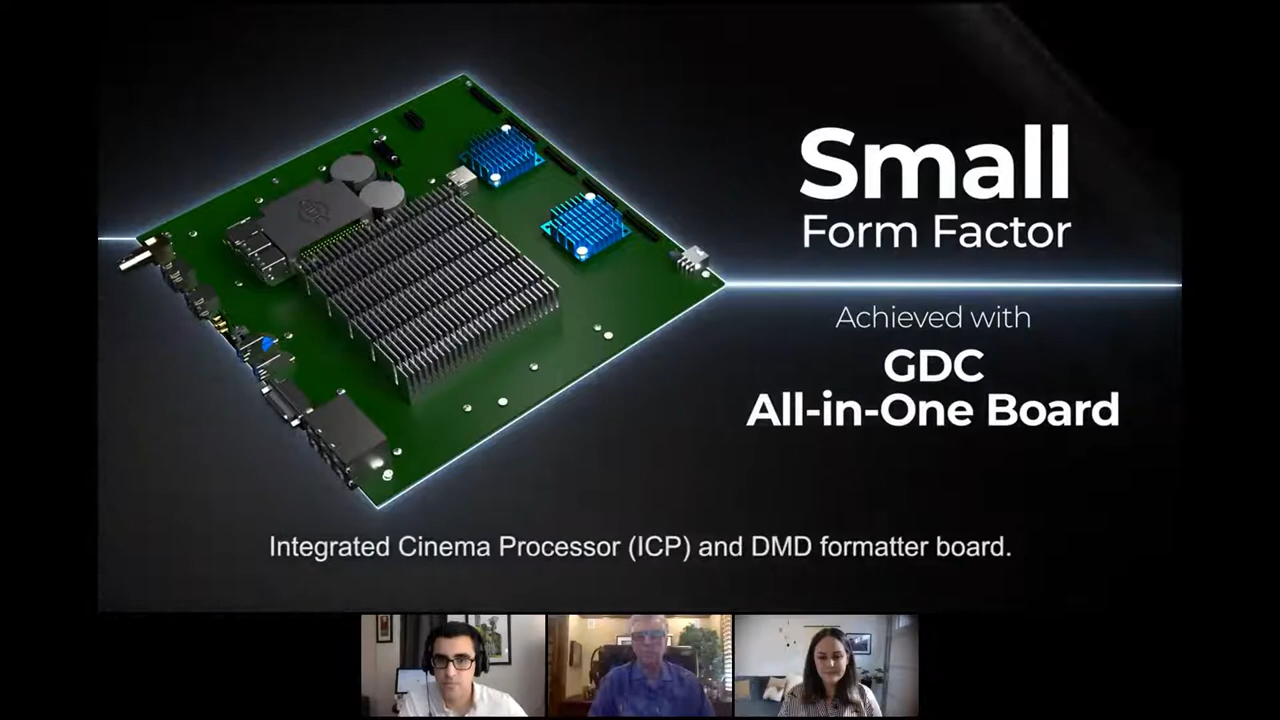 Small
Form Factor
Achieved with
GDC
All-in-One Board
Integrated Cinema Processor (ICP) and DMD formatter board.